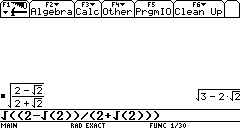 F1▼ F2▼ Algebra F3▼ Calc F4▼ Other F5 PrgmIO F6▼ Clean Up
▪ √((2 - √2)/(2 + √2)) √(3 - 2·√2)
√((2-√(2))/(2+√(2)))
MAIN RAD EXACT FUNC 1/30